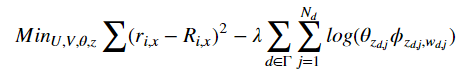 Min_{U,V,θ,z} ∑(r_{i,x} − R_{i,x})² − λ ∑_{d∈Γ} ∑_{j=1}^{N_d} log(θ_{z_{d,j}} ϕ_{z_{d,j},w_{d,j}})